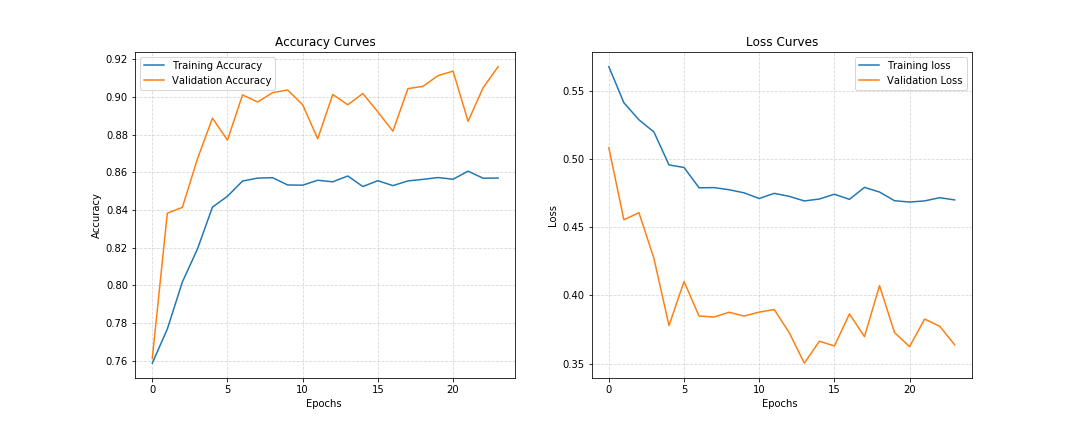 Accuracy Curves
Training Accuracy
Validation Accuracy
0.92
0.90
0.88
0.86
0.84
0.82
0.80
0.78
0.76
Accuracy
0 5 10 15 20
Epochs
Loss Curves
Training loss
Validation Loss
0.55
0.50
0.45
0.40
0.35
Loss
0 5 10 15 20
Epochs